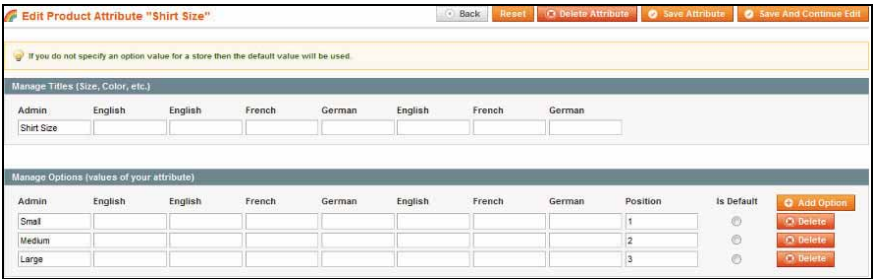 Edit Product Attribute "Shirt Size" Back Reset Delete Attribute Save Attribute Save And Continue Edit
If you do not specify an option value for a store then the default value will be used.
Manage Titles (Size, Color, etc.)
Admin English English French German English French German
Shirt Size
Manage Options (values of your attribute)
Admin English English French German English French German Position Is Default Add Option
Small 1 Delete
Medium 2 Delete
Large 3 Delete